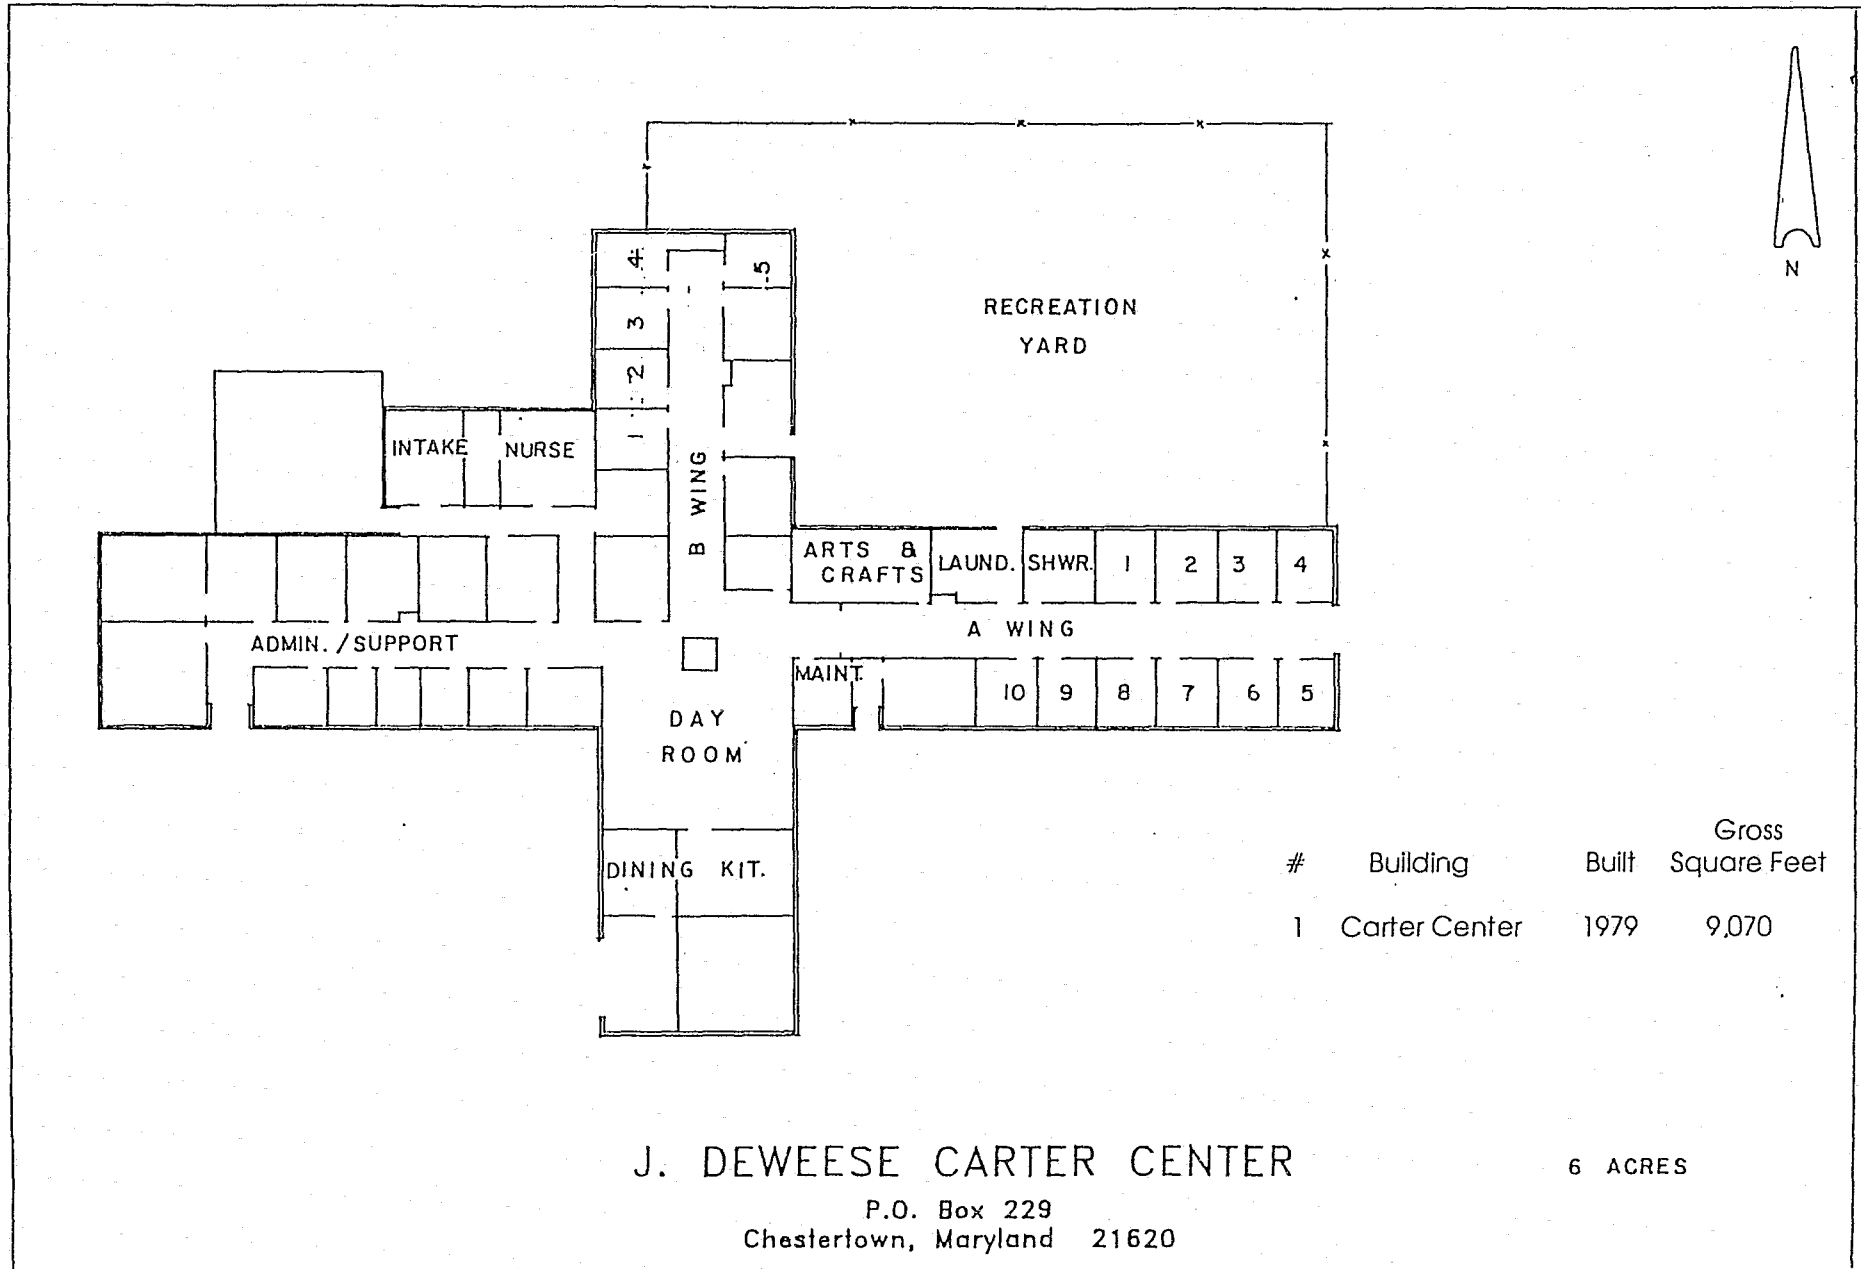 N
4
5
3
2
1
RECREATION
YARD
INTAKE
NURSE
B WING
ARTS &
CRAFTS
LAUND.
SHWR.
1
2
3
4
A WING
ADMIN./SUPPORT
MAINT.
10
9
8
7
6
5
DAY
ROOM
DINING
KIT.
Gross
# Building Built Square Feet
1 Carter Center 1979 9,070
J. DEWEESE CARTER CENTER
6 ACRES
P.O. Box 229
Chestertown, Maryland 21620